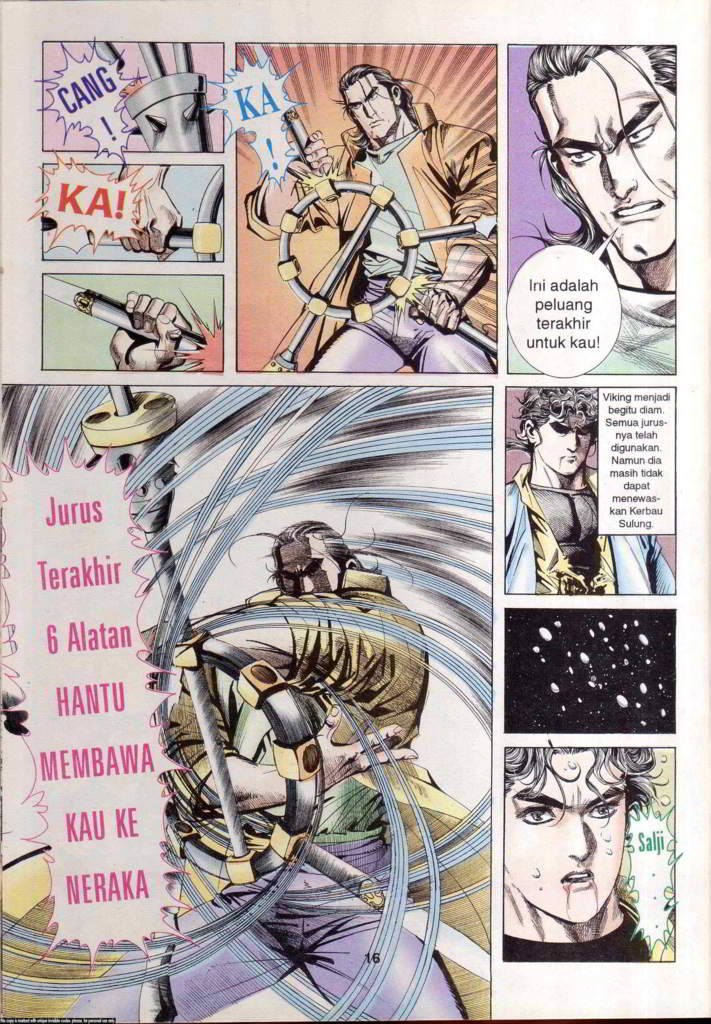 CANG
!
KA!
KA
!
Ini adalah
peluang
terakhir
untuk kau!
Jurus
Terakhir
6 Alatan
HANTU
MEMBAWA
KAU KE
NERAKA
Viking menjadi
begitu diam.
Semua jurus-
nya telah
digunakan.
Namun dia
masih tidak
dapat
menewas-
kan Kerbau
Sulung.
Salji
16